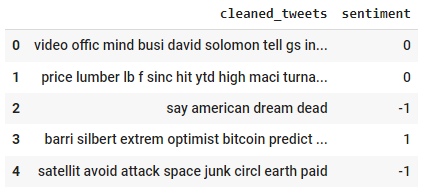 cleaned_tweets sentiment
0 video offic mind busi david solomon tell gs in... 0
1 price lumber lb f sinc hit ytd high maci turna... 0
2 say american dream dead -1
3 barri silbert extrem optimist bitcoin predict ... 1
4 satellit avoid attack space junk circl earth paid -1